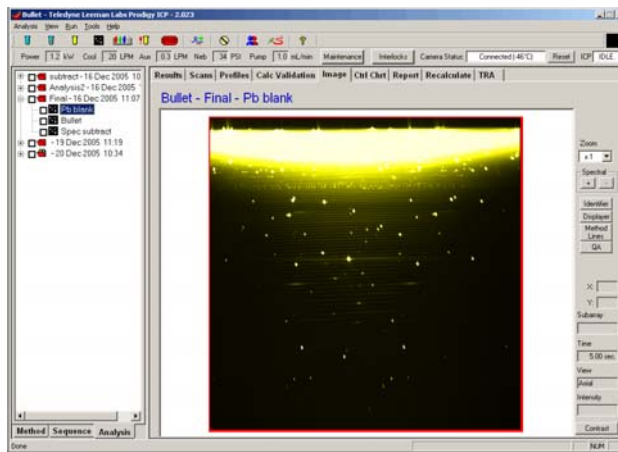 Bullet - Teledyne Leeman Labs Prodigy ICP - 2.023
Analysis View Run Tools Help
Power 1.2 kW Cool 20 LPM Aux 0.3 LPM Neb 34 PSI Pump 1.0 mL/min Maintenance Interlocks Camera Status Connected (-46°C) Reset ICP IDLE
subtract - 16 Dec 2005 10
Analysis2 - 16 Dec 2005
Final - 16 Dec 2005 11:07
Pb blank
Bullet
Spec subtract
- 19 Dec 2005 11:19
- 20 Dec 2005 10:34
Method Sequence Analysis
Results Scans Profiles Calc Validation Image Ctrl Chrt Report Recalculate TRA
Bullet - Final - Pb blank
Zoom
x 1
Spectral
+ -
Identifier
Displayer
Method
Lines
QA
X:
Y:
Subarray
Time
5.00 sec.
View
Axial
Intensity
Contrast
Done
NUM